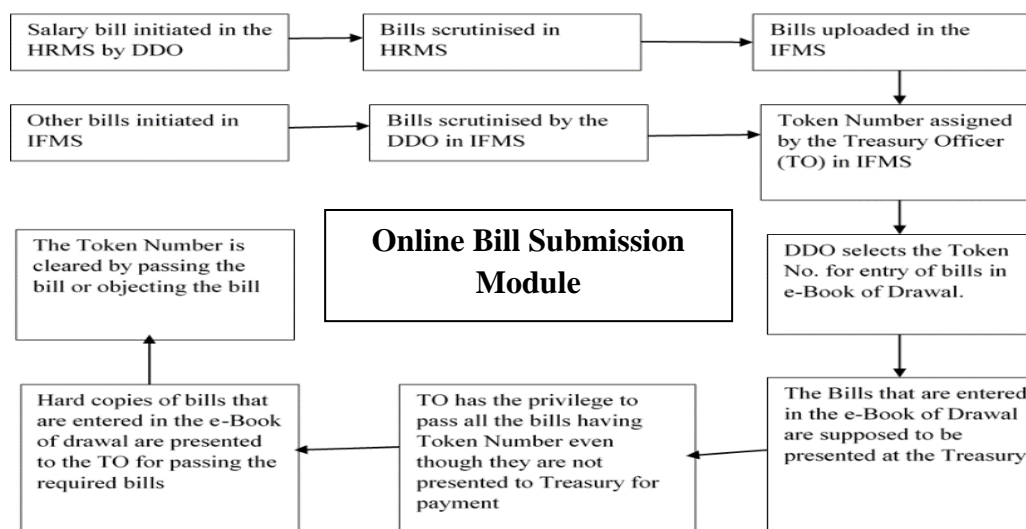 Salary bill initiated in the
HRMS by DDO
Bills scrutinised in
HRMS
Bills uploaded in the
IFMS
Other bills initiated in
IFMS
Bills scrutinised by the
DDO in IFMS
Token Number assigned
by the Treasury Officer
(TO) in IFMS
Online Bill Submission
Module
DDO selects the Token
No. for entry of bills in
e-Book of Drawal.
The Bills that are entered
in the e-Book of Drawal
are supposed to be
presented at the Treasury
TO has the privilege to
pass all the bills having
Token Number even
though they are not
presented to Treasury for
payment
Hard copies of bills that
are entered in the e-Book
of drawal are presented
to the TO for passing the
required bills
The Token Number is
cleared by passing the
bill or objecting the bill